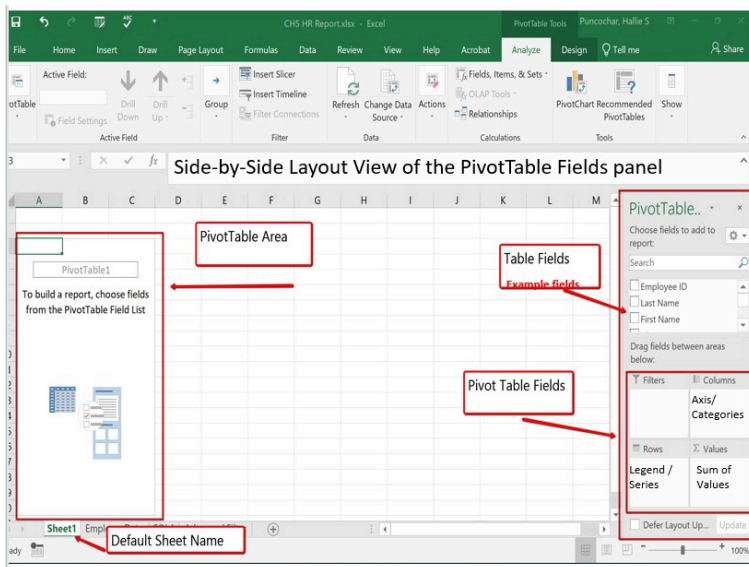 CH5 HR Report.xlsx - Excel
PivotTable Tools
Puncochar, Hallie S
File Home Insert Draw Page Layout Formulas Data Review View Help Acrobat Analyze Design Tell me Share
Active Field:
Field Settings
Drill Down
Drill Up
Active Field
Group
Insert Slicer
Insert Timeline
Filter Connections
Filter
Refresh
Change Data Source
Data
Actions
Fields, Items, & Sets
OLAP Tools
Relationships
Calculations
PivotChart
Recommended PivotTables
Tools
Show
fx
Side-by-Side Layout View of the PivotTable Fields panel
A B C D E F G H I J K L M
PivotTable1
To build a report, choose fields
from the PivotTable Field List
PivotTable Area
Table Fields
Example fields
Pivot Table Fields
PivotTable..
Choose fields to add to
report:
Search
Employee ID
Last Name
First Name
Drag fields between areas
below:
Filters
Columns
Axis/
Categories
Rows
Σ Values
Legend /
Series
Sum of
Values
Defer Layout Up...
Update
Sheet1
Default Sheet Name
100%